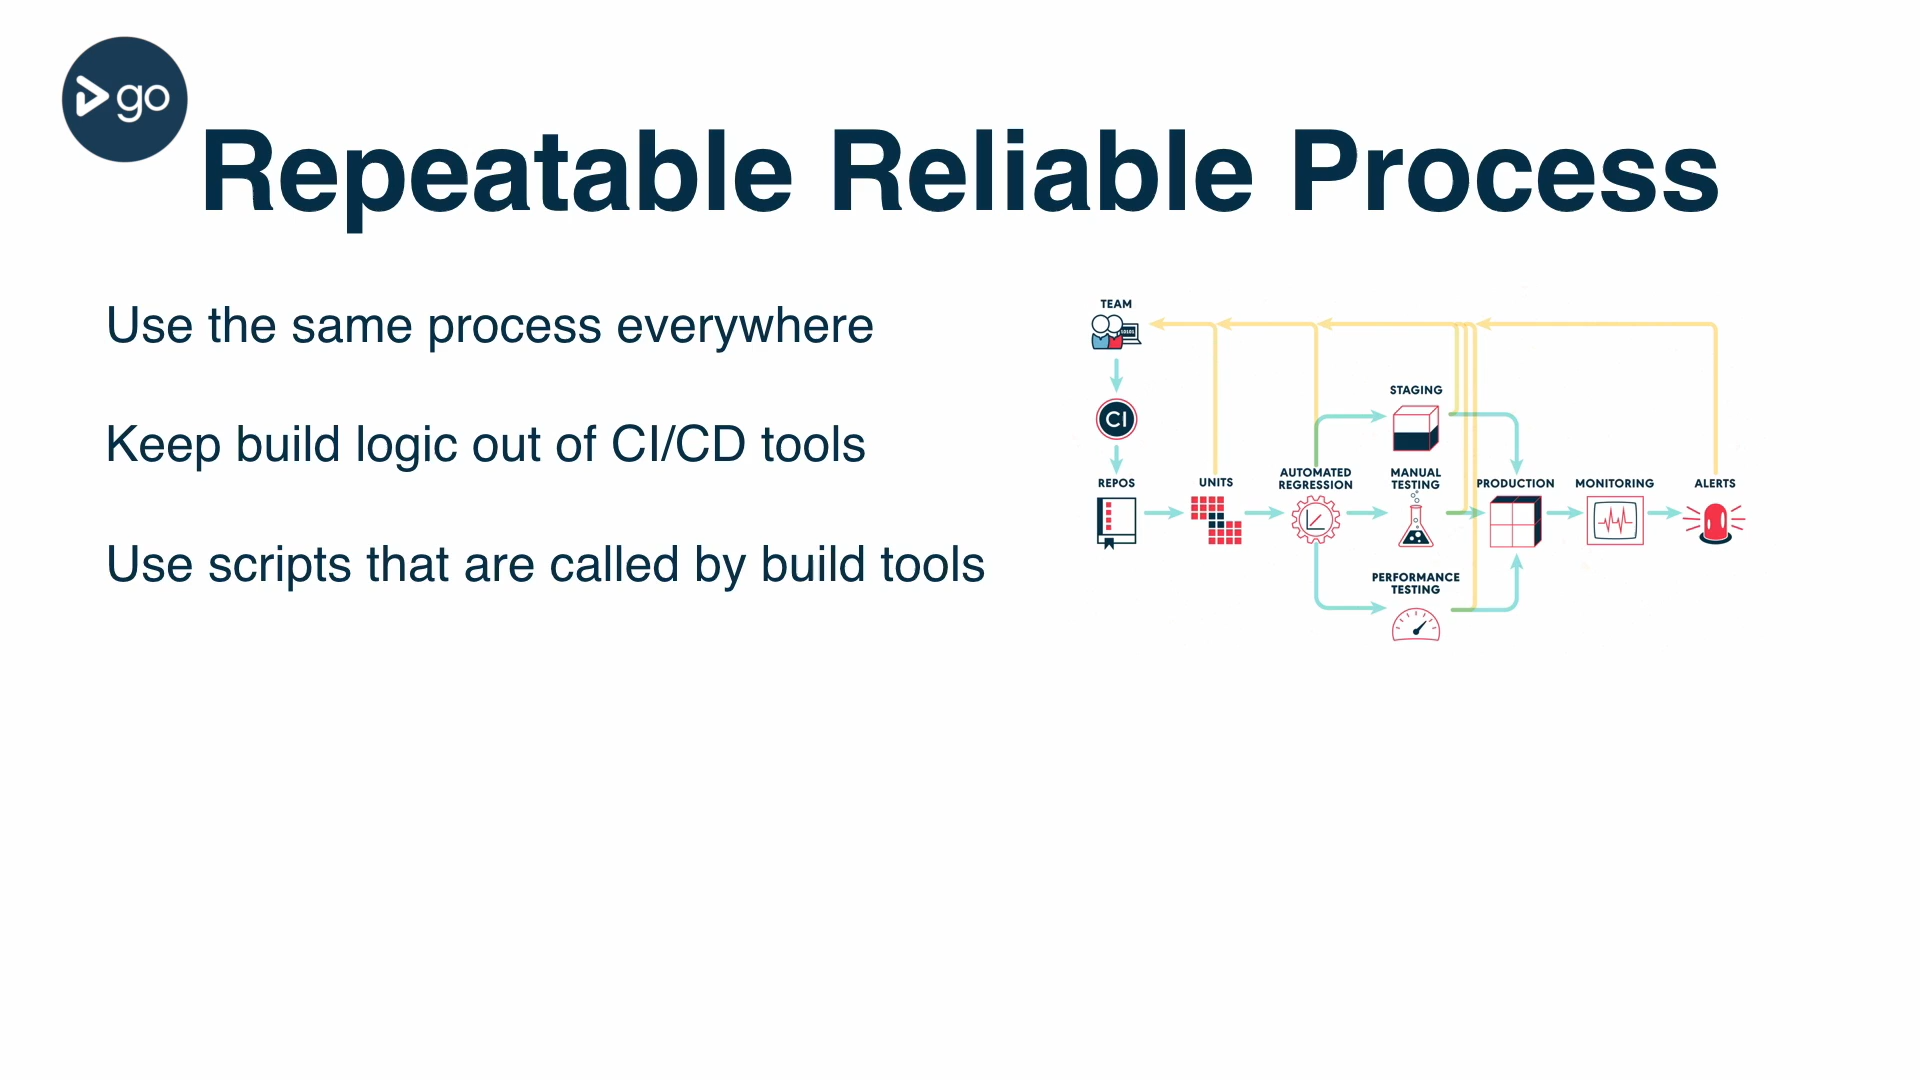 go
Repeatable Reliable Process
Use the same process everywhere
Keep build logic out of CI/CD tools
Use scripts that are called by build tools
TEAM
CI
STAGING
REPOS
UNITS
AUTOMATED
REGRESSION
MANUAL
TESTING
PRODUCTION
MONITORING
ALERTS
PERFORMANCE
TESTING